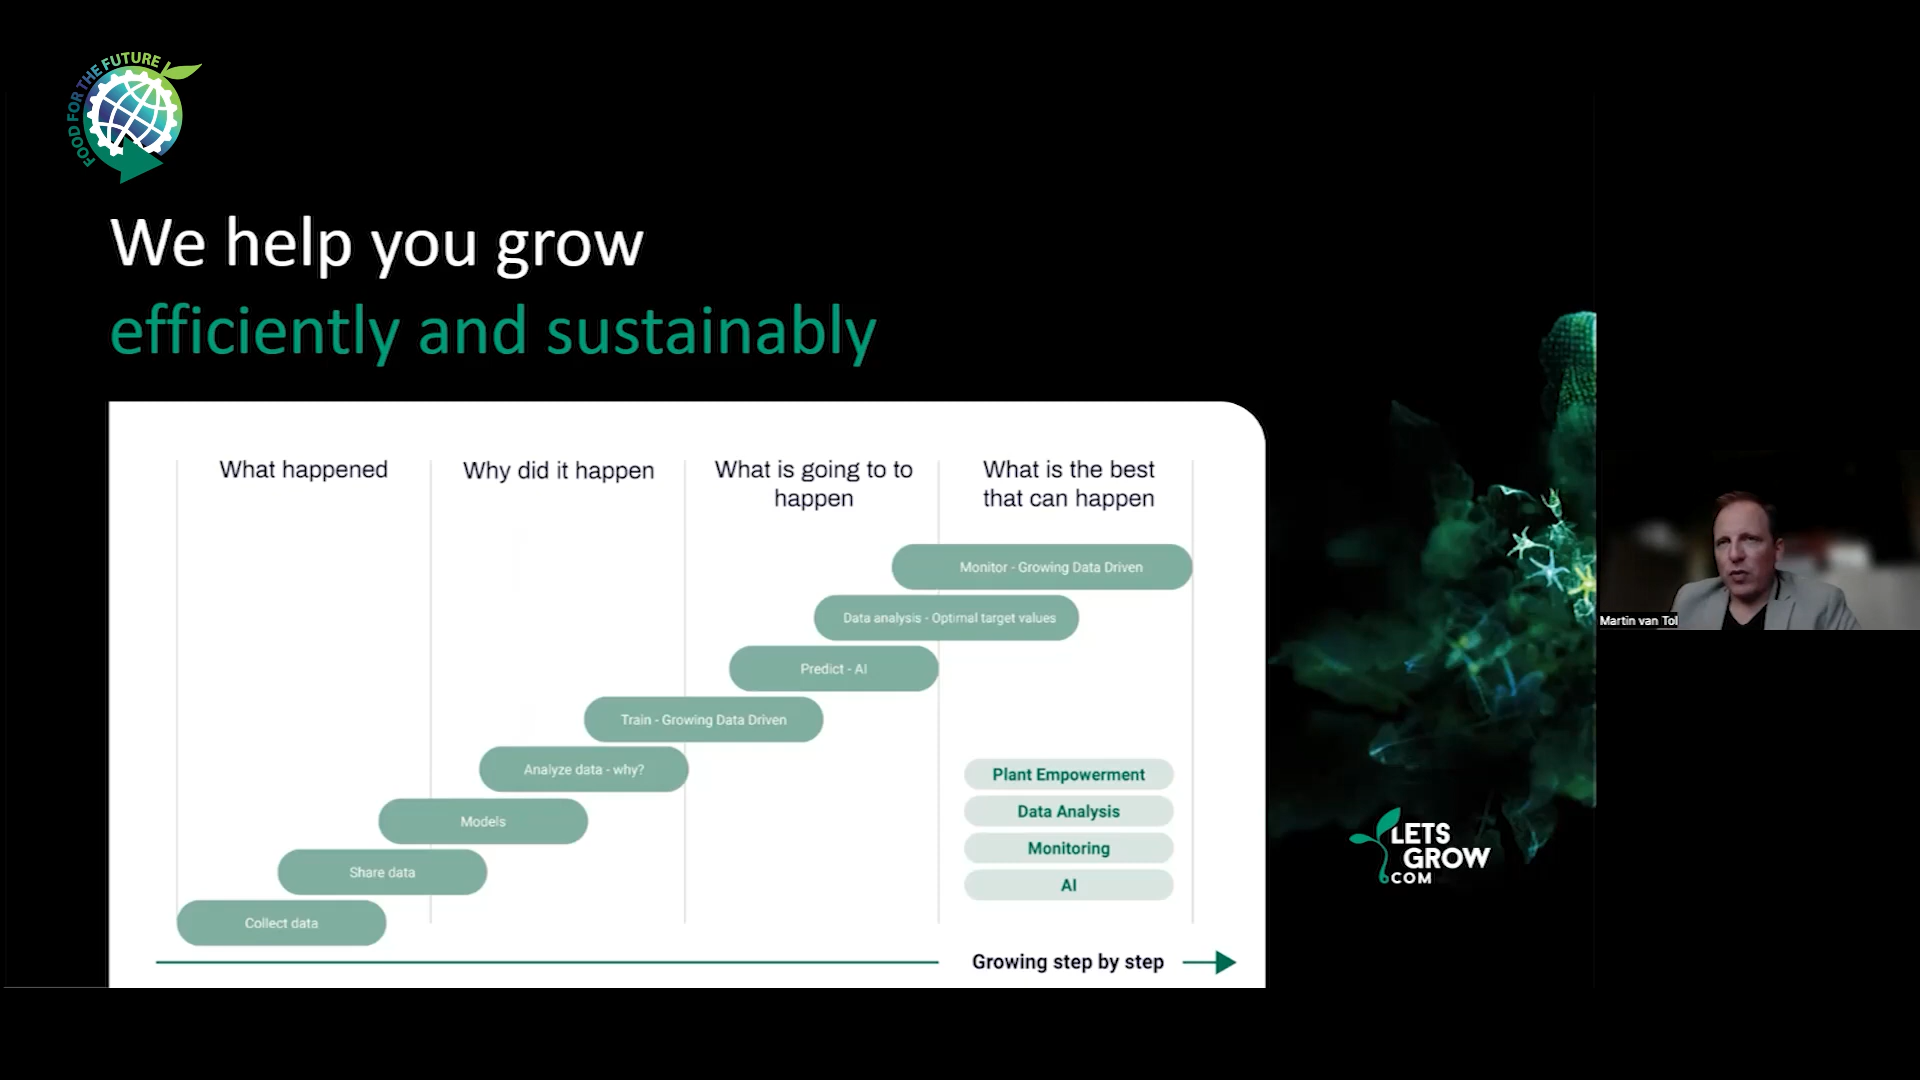 FOOD FOR THE FUTURE
We help you grow
efficiently and sustainably
What happened
Why did it happen
What is going to to
happen
What is the best
that can happen
Monitor - Growing Data Driven
Data analysis - Optimal target values
Predict - AI
Train - Growing Data Driven
Analyze data - why?
Models
Share data
Collect data
Plant Empowerment
Data Analysis
Monitoring
AI
Growing step by step
LETS
GROW
.COM
Martin van Tol